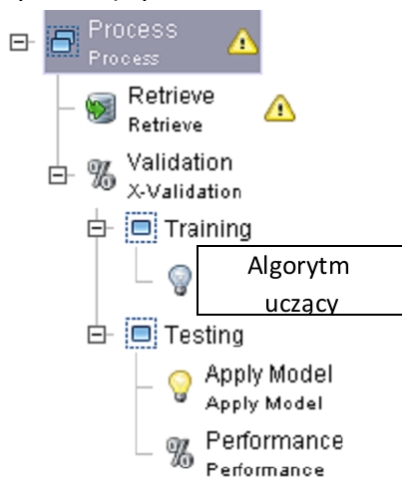 Process
Process
Retrieve
Retrieve
Validation
X-Validation
Training
Algorytm
uczący
Testing
Apply Model
Apply Model
Performance
Performance